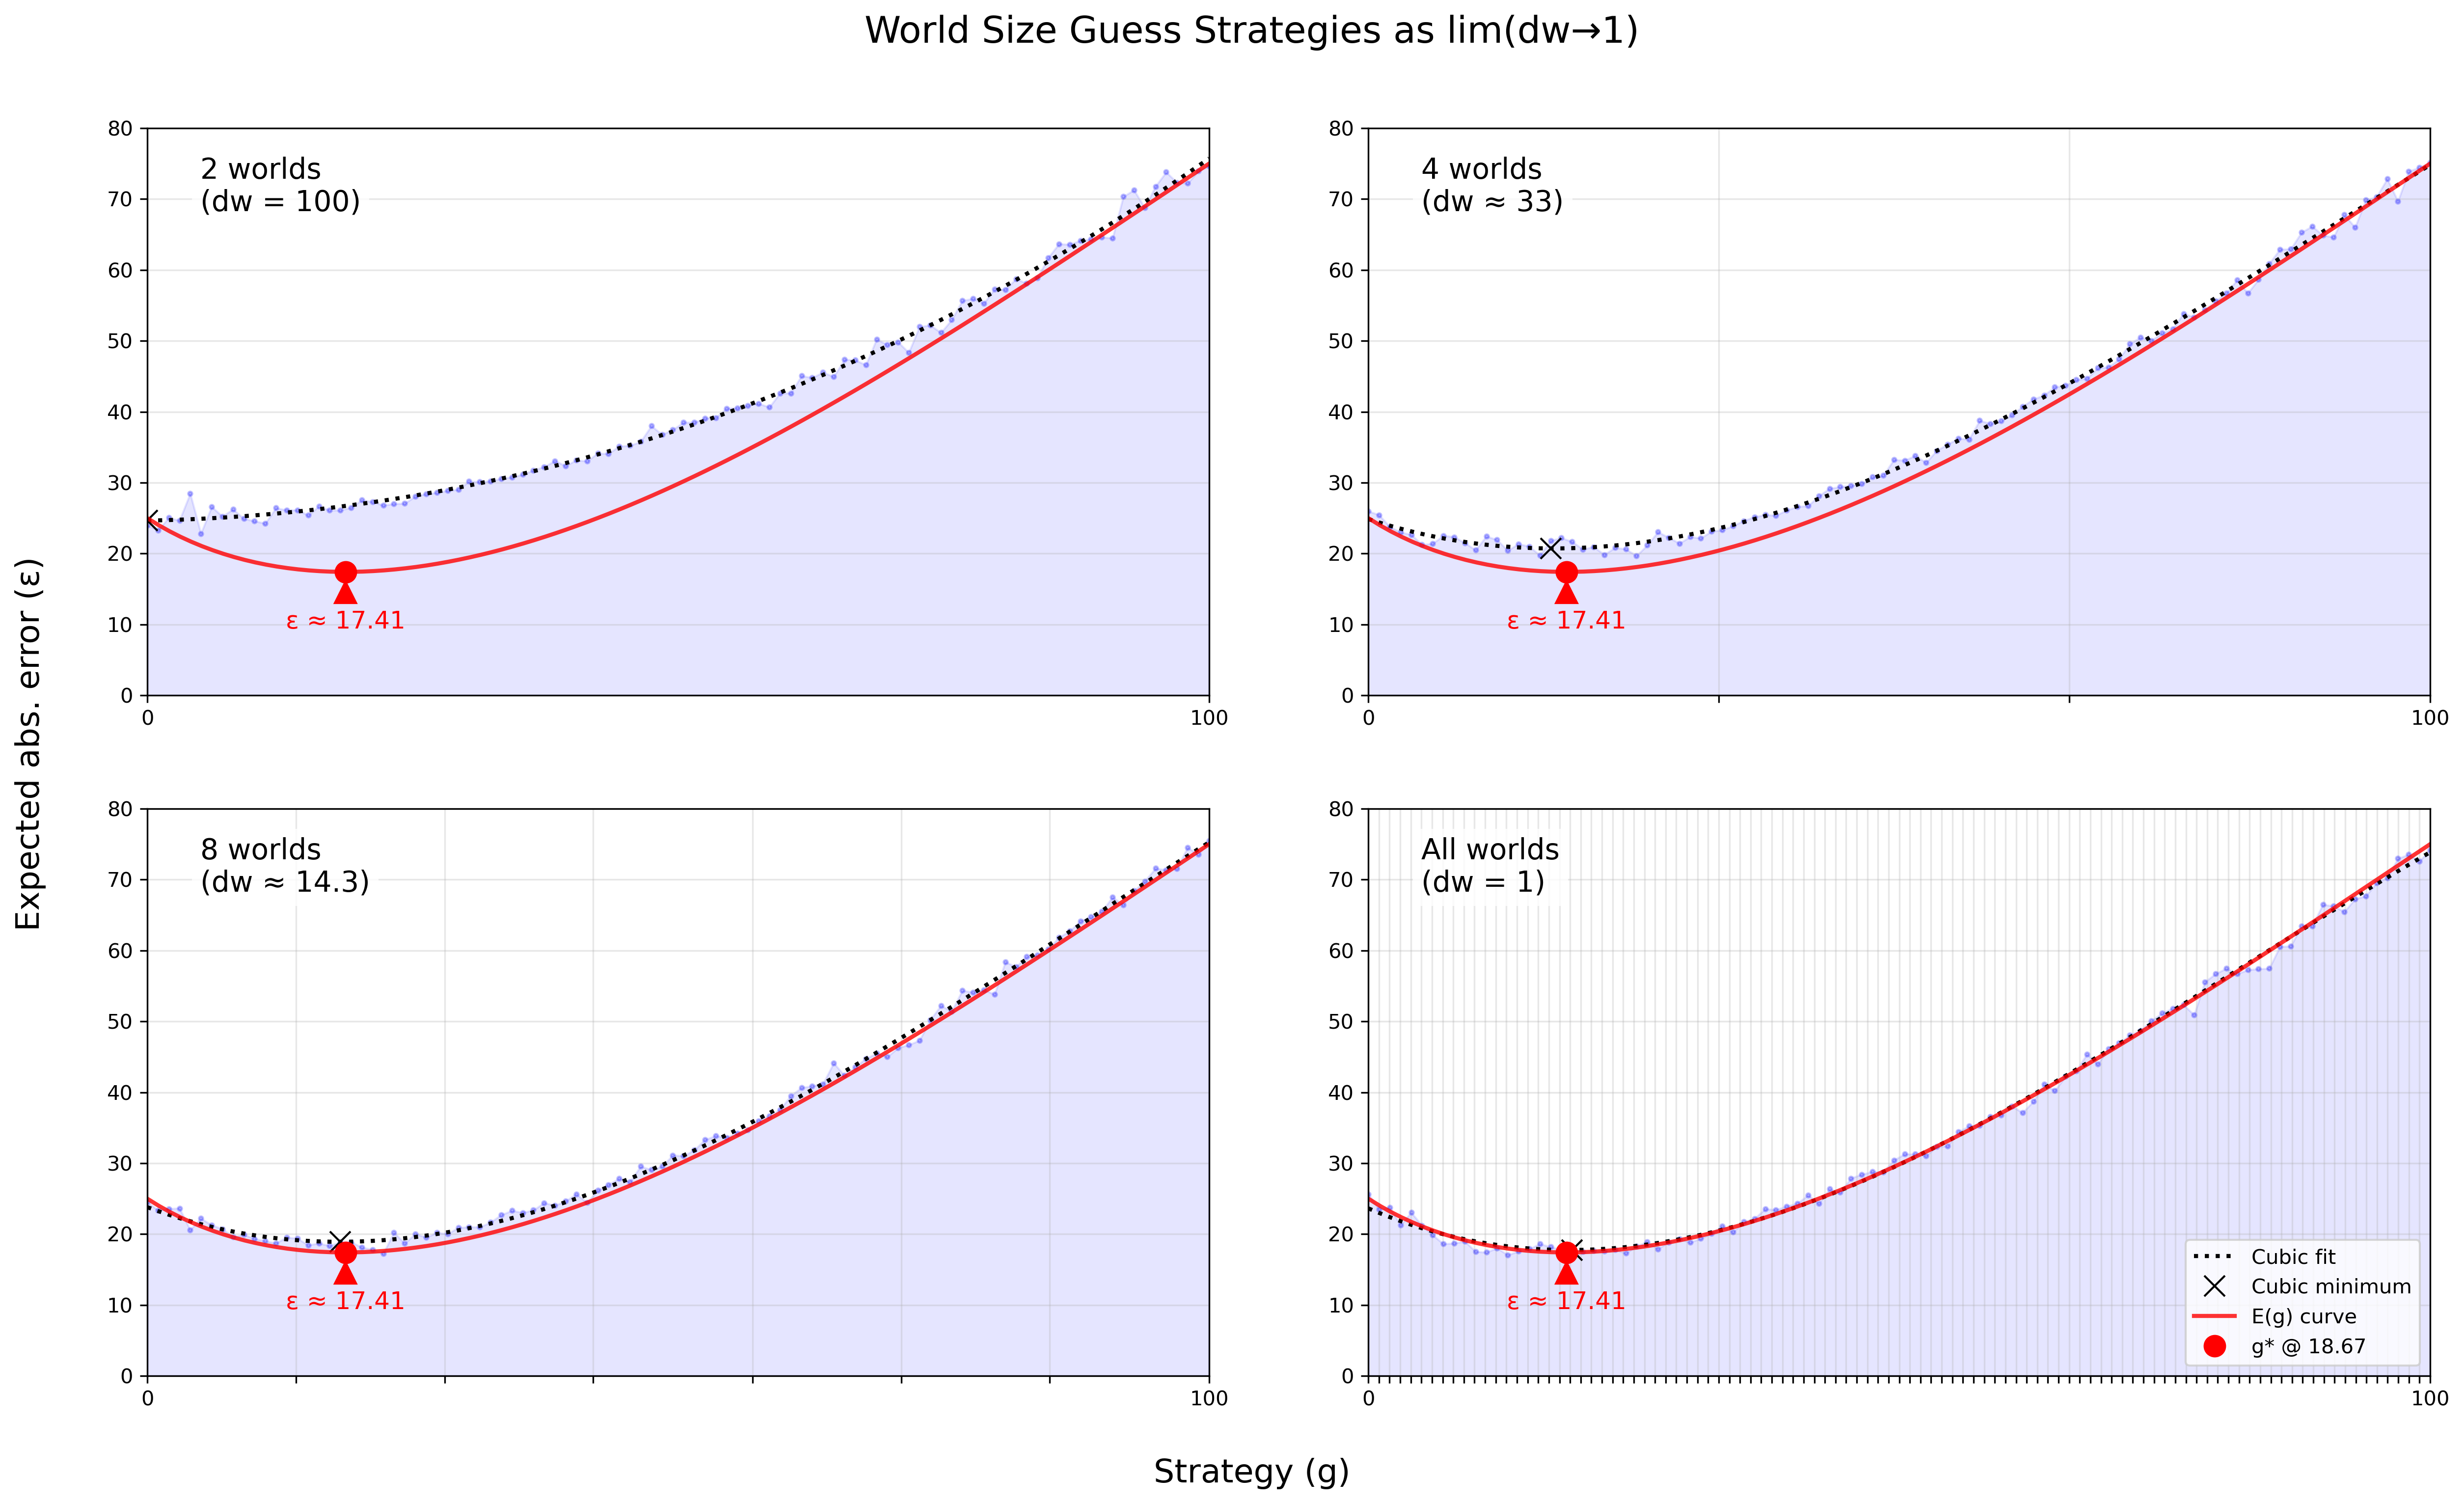 World Size Guess Strategies as lim(dw→1)
Expected abs. error (ε)
80
70
60
50
40
30
20
10
0
2 worlds
(dw = 100)
ε ≈ 17.41
0
100
80
70
60
50
40
30
20
10
0
4 worlds
(dw ≈ 33)
ε ≈ 17.41
0
100
80
70
60
50
40
30
20
10
0
8 worlds
(dw ≈ 14.3)
ε ≈ 17.41
0
100
80
70
60
50
40
30
20
10
0
All worlds
(dw = 1)
ε ≈ 17.41
Cubic fit
Cubic minimum
E(g) curve
g* @ 18.67
0
100
Strategy (g)